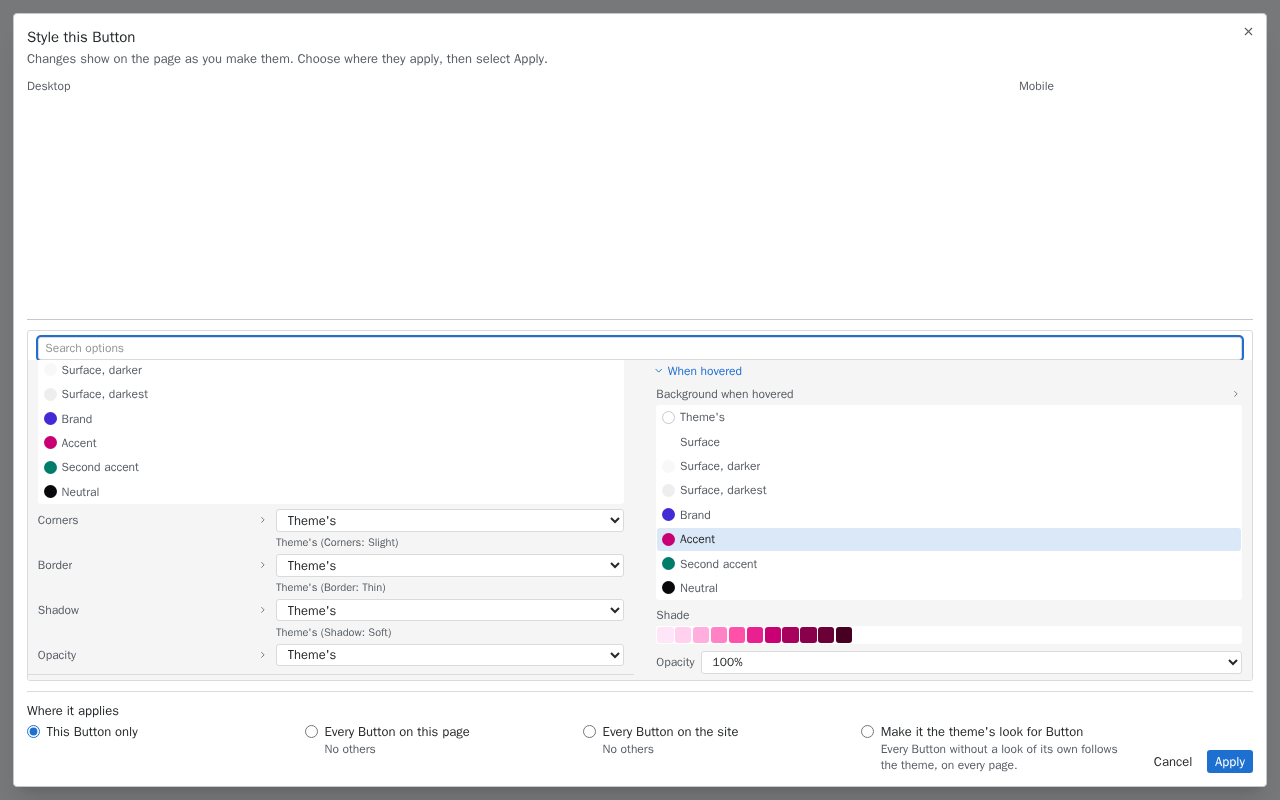 Style this Button
×
Changes show on the page as you make them. Choose where they apply, then select Apply.
Desktop
Mobile
Search options
Surface, darker
Surface, darkest
Brand
Accent
Second accent
Neutral
Corners
Theme's
Theme's (Corners: Slight)
Border
Theme's
Theme's (Border: Thin)
Shadow
Theme's
Theme's (Shadow: Soft)
Opacity
Theme's
When hovered
Background when hovered
Theme's
Surface
Surface, darker
Surface, darkest
Brand
Accent
Second accent
Neutral
Shade
Opacity
100%
Where it applies
This Button only
Every Button on this page
No others
Every Button on the site
No others
Make it the theme's look for Button
Every Button without a look of its own follows
the theme, on every page.
Cancel
Apply